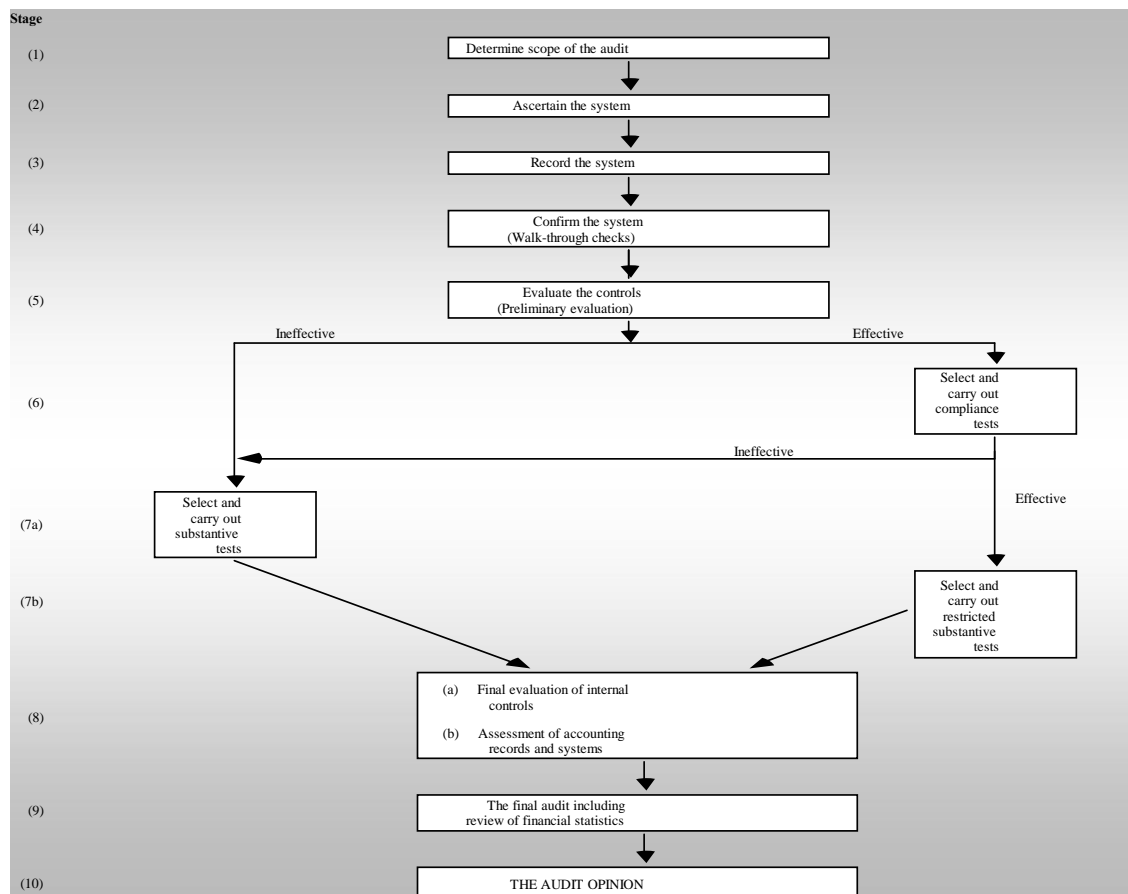 Stage
(1)
Determine scope of the audit
(2)
Ascertain the system
(3)
Record the system
(4)
Confirm the system
(Walk-through checks)
(5)
Evaluate the controls
(Preliminary evaluation)
Ineffective
Effective
(6)
Select and
carry out
compliance
tests
Ineffective
Effective
(7a)
Select and
carry out
substantive
tests
(7b)
Select and
carry out
restricted
substantive
tests
(8)
(a) Final evaluation of internal
controls
(b) Assessment of accounting
records and systems
(9)
The final audit including
review of financial statistics
(10)
THE AUDIT OPINION